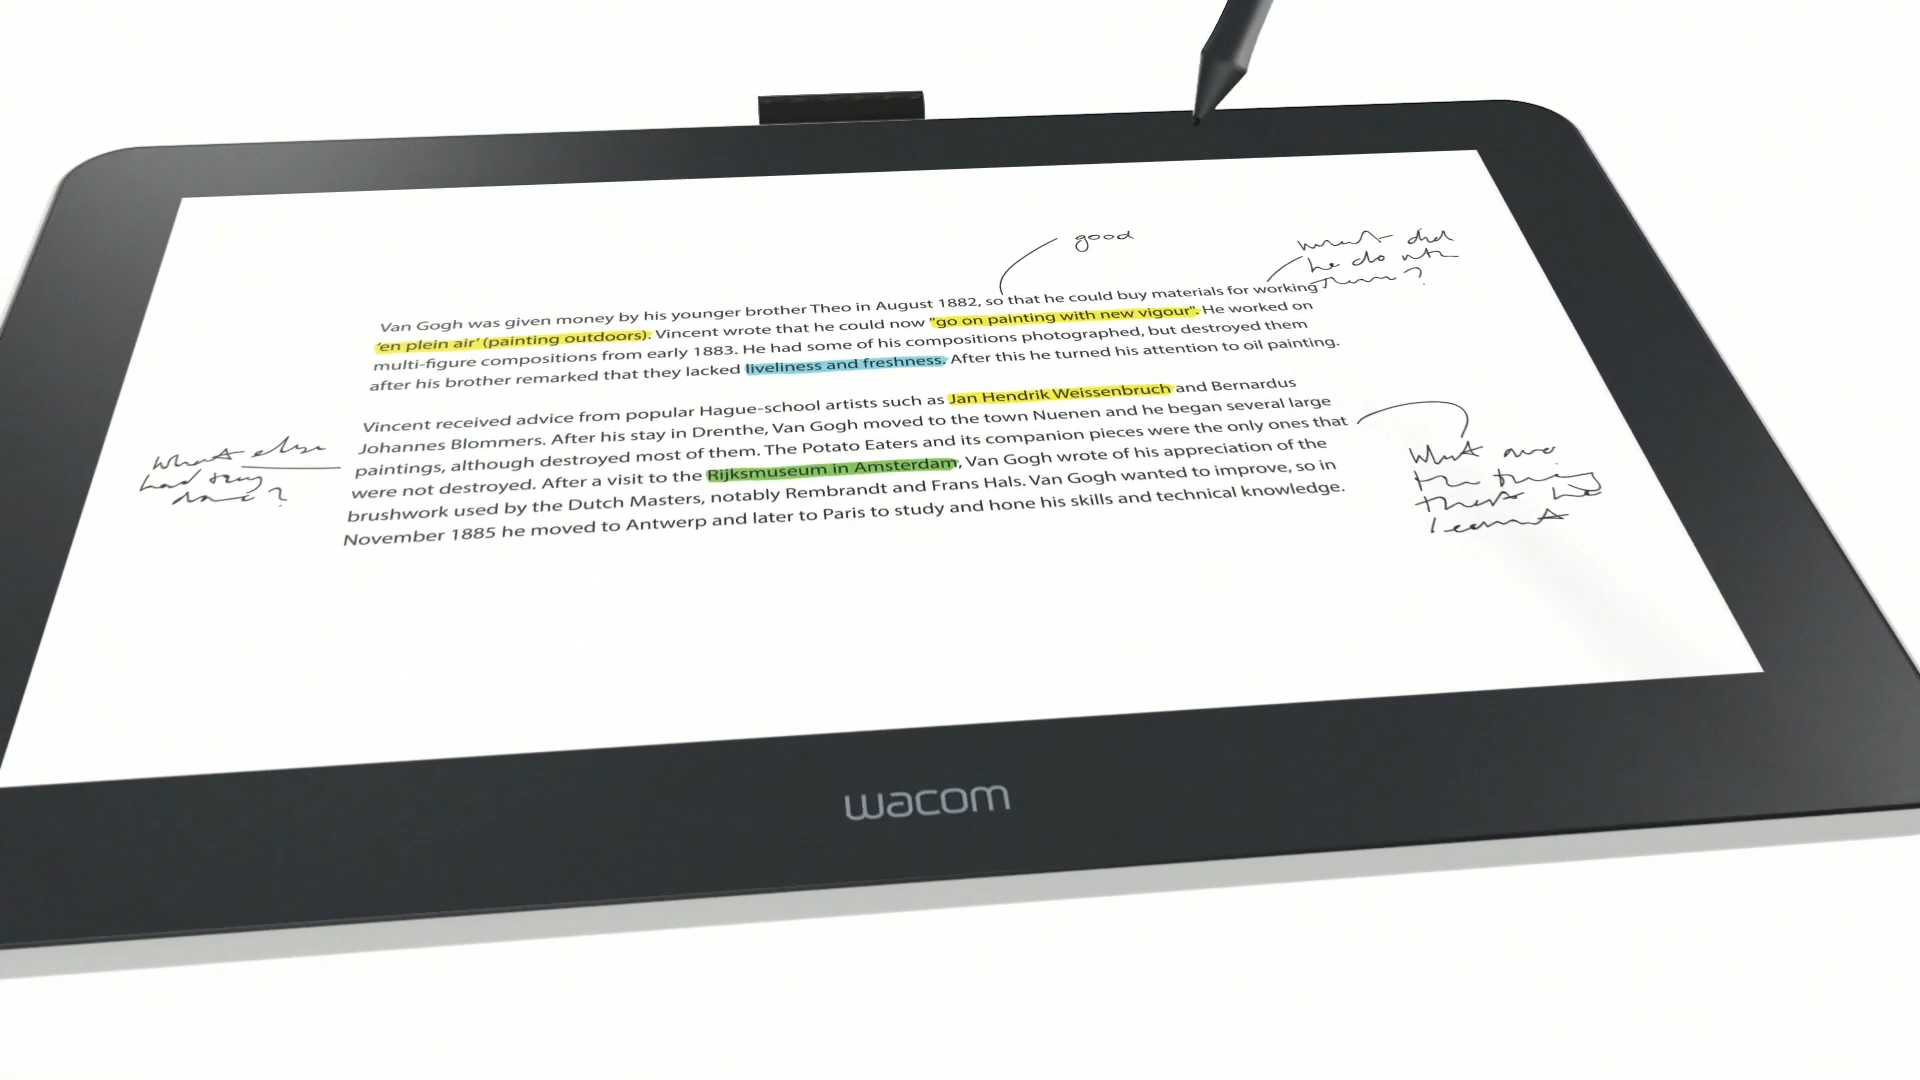 good
what did
he do with
them?
Van Gogh was given money by his younger brother Theo in August 1882, so that he could buy materials for working
'en plein air' (painting outdoors). Vincent wrote that he could now "go on painting with new vigour". He worked on
multi-figure compositions from early 1883. He had some of his compositions photographed, but destroyed them
after his brother remarked that they lacked liveliness and freshness. After this he turned his attention to oil painting.
Vincent received advice from popular Hague-school artists such as Jan Hendrik Weissenbruch and Bernardus
Johannes Blommers. After his stay in Drenthe, Van Gogh moved to the town Nuenen and he began several large
paintings, although destroyed most of them. The Potato Eaters and its companion pieces were the only ones that
were not destroyed. After a visit to the Rijksmuseum in Amsterdam, Van Gogh wrote of his appreciation of the
brushwork used by the Dutch Masters, notably Rembrandt and Frans Hals. Van Gogh wanted to improve, so in
November 1885 he moved to Antwerp and later to Paris to study and hone his skills and technical knowledge.
what else
had they
done?
What are
the things
that he
learnt
wacom